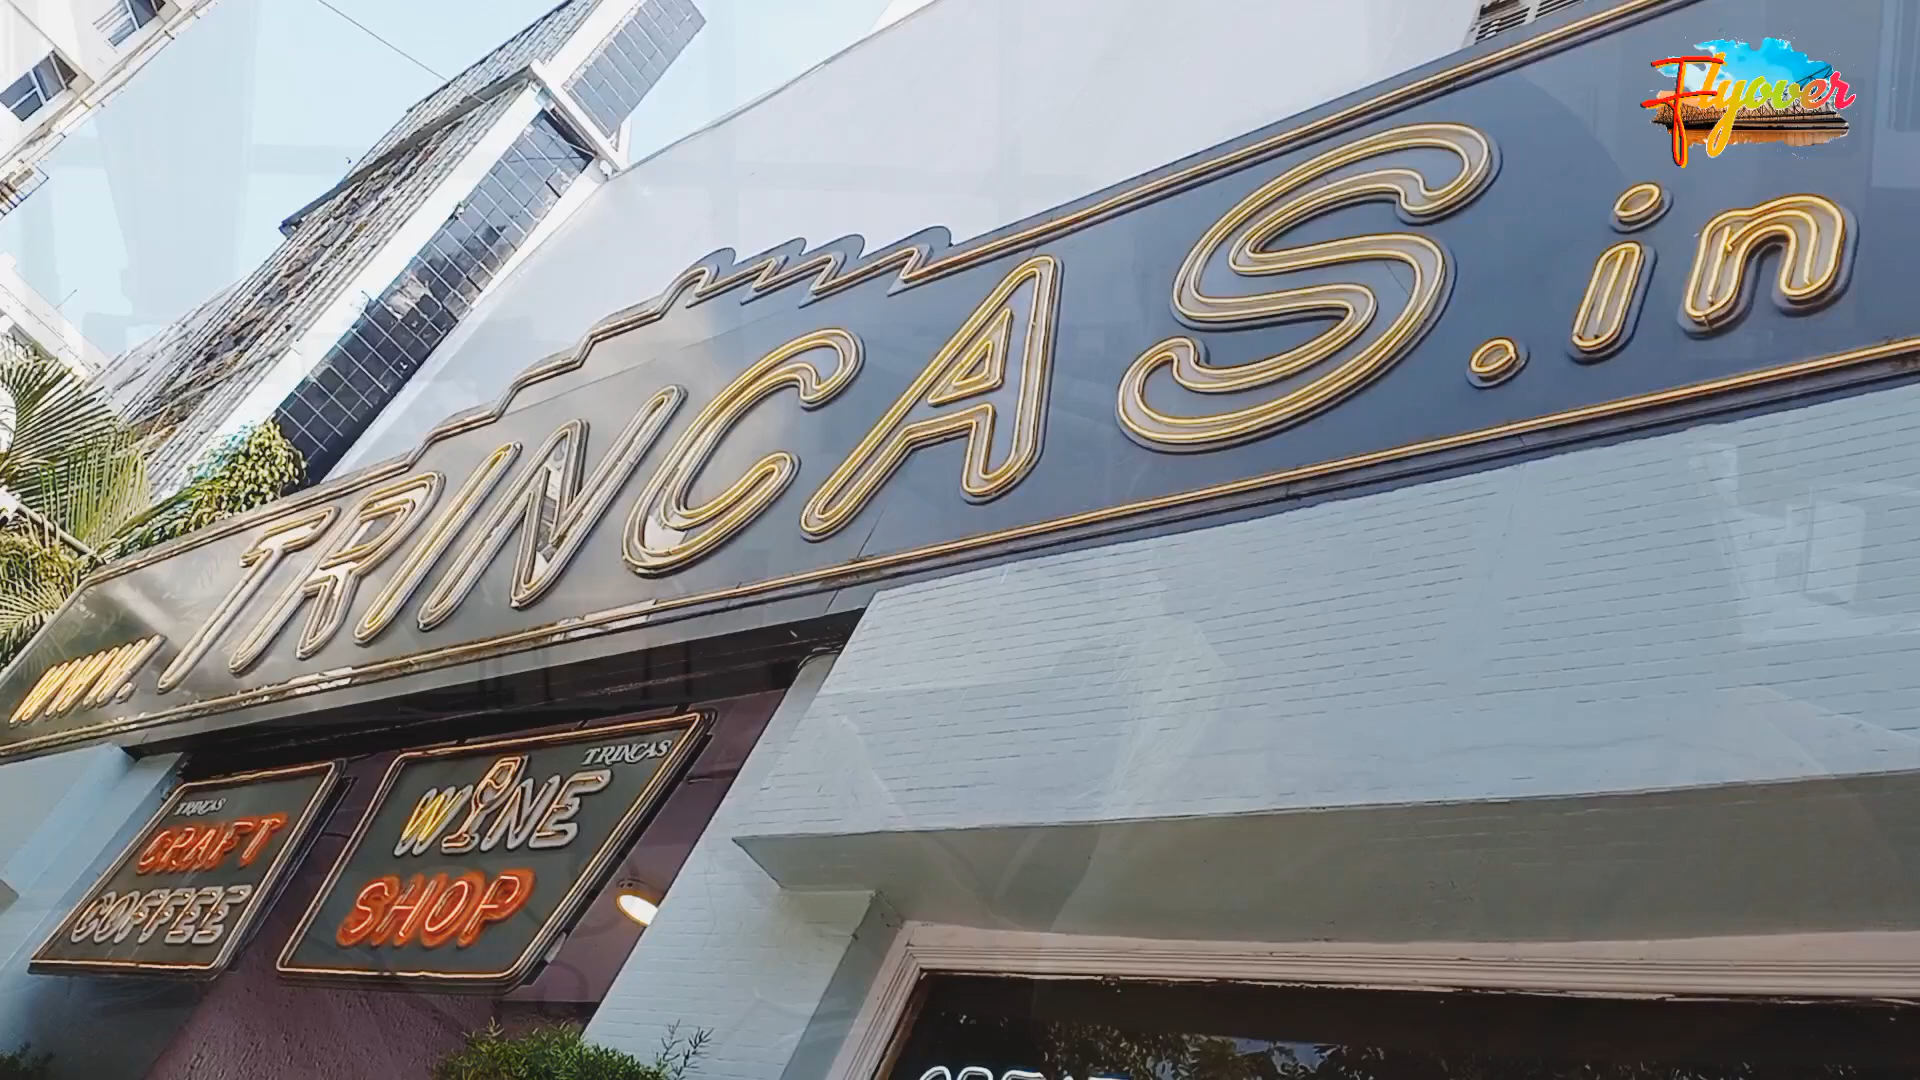 Flyover
www.TRINCAS.in
TRINCAS
CRAFT
COFFEE
TRINCAS
WINE
SHOP